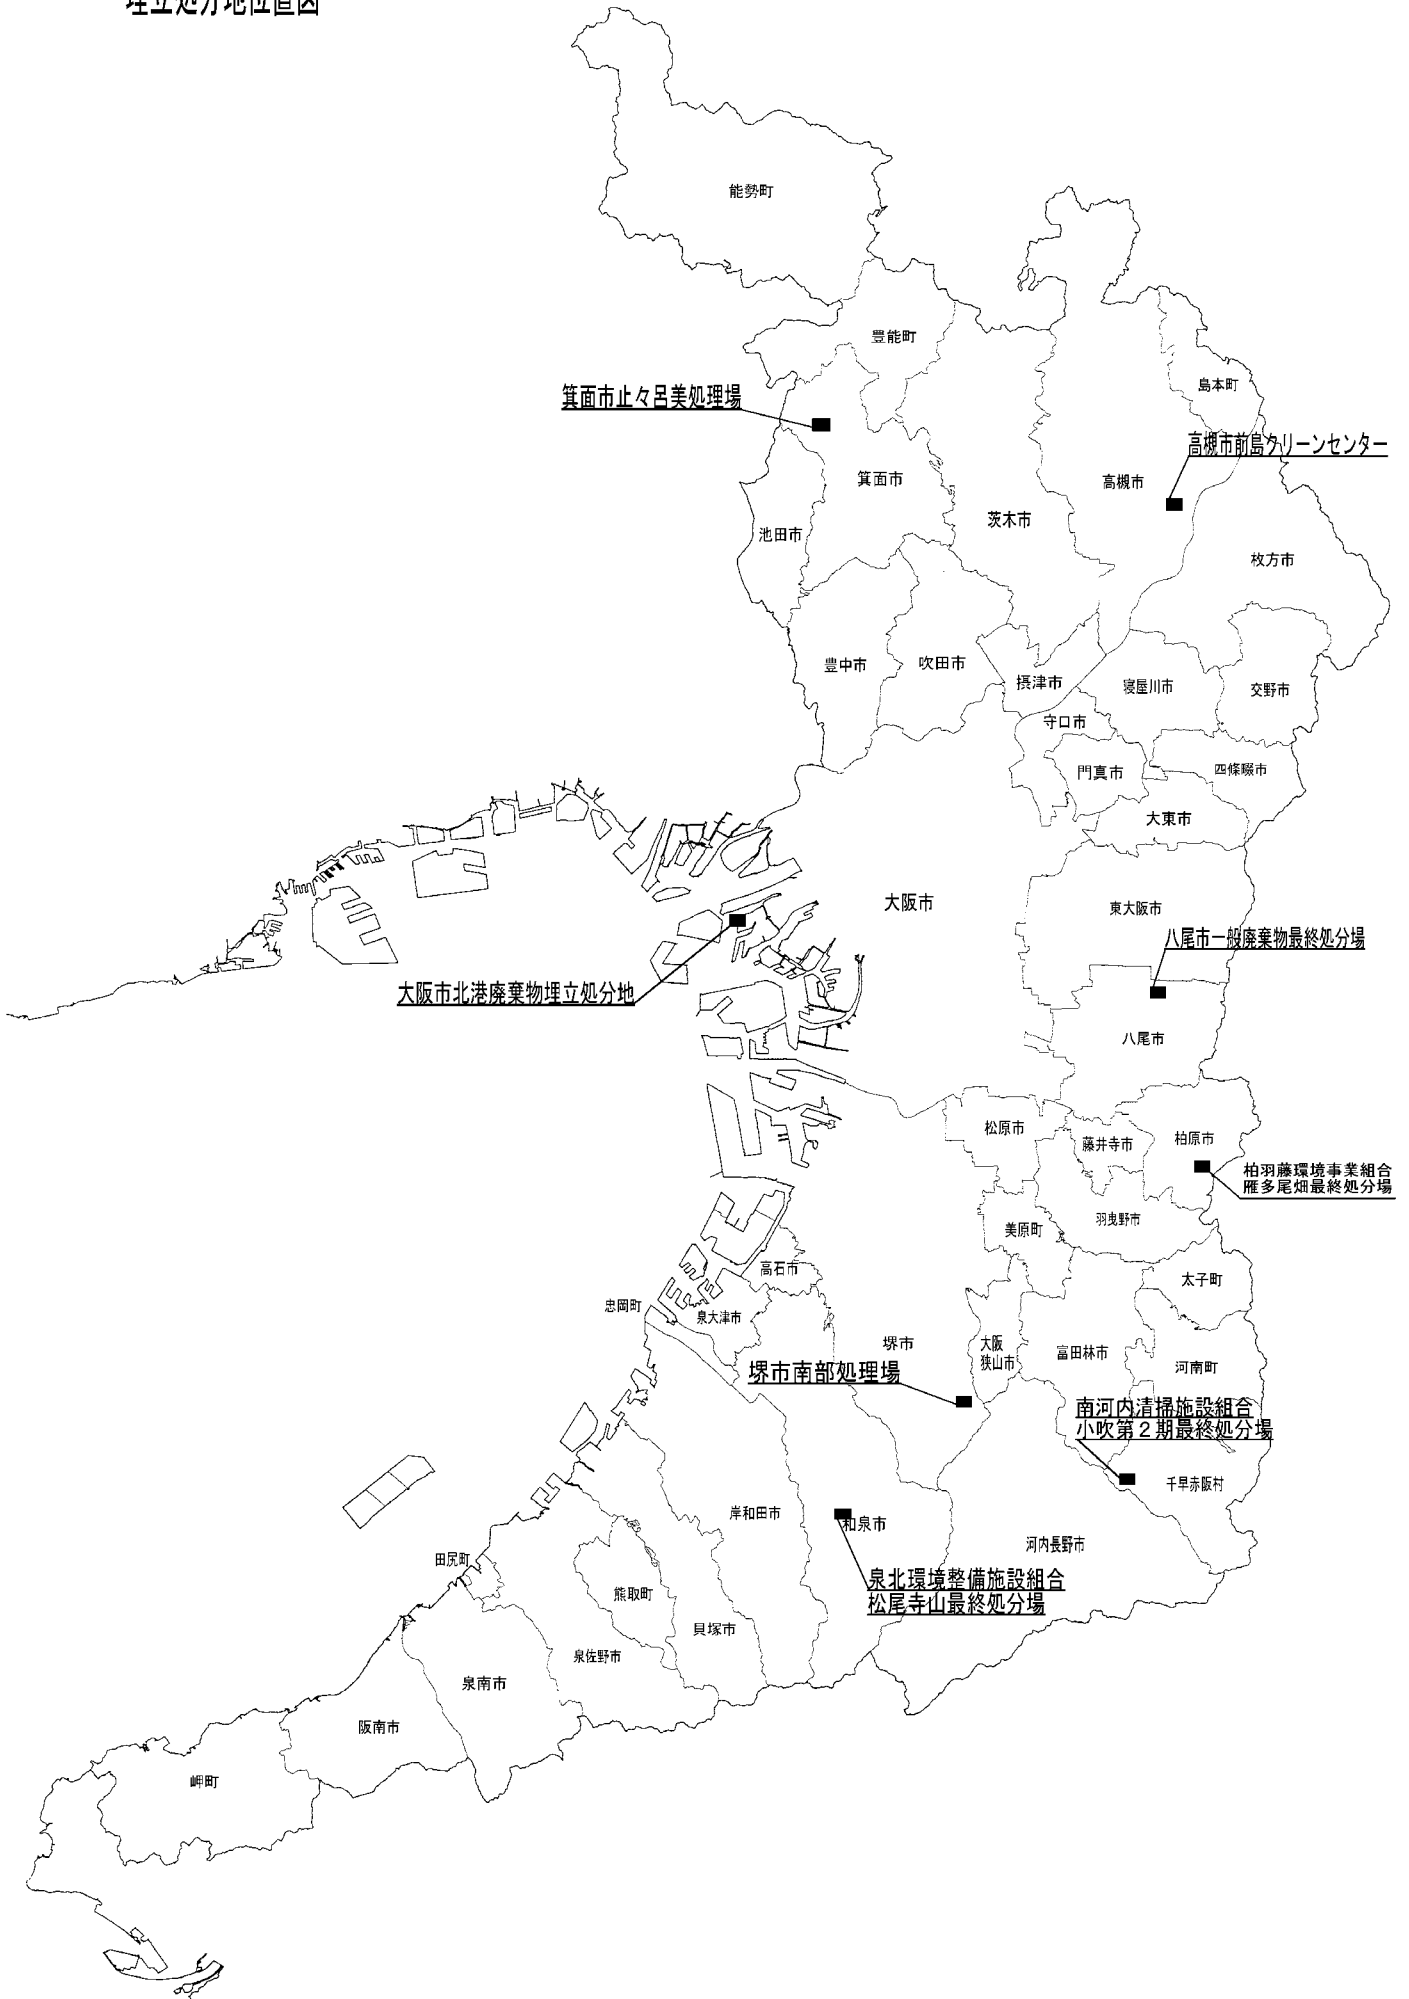 埋立処分地位置図
能勢町
豊能町
島本町
箕面市止々呂美処理場
高槻市前島クリーンセンター
箕面市
高槻市
茨木市
池田市
枚方市
豊中市
吹田市
摂津市
寝屋川市
交野市
守口市
門真市
四條畷市
大東市
大阪市
東大阪市
八尾市一般廃棄物最終処分場
大阪市北港廃棄物埋立処分地
八尾市
松原市
藤井寺市
柏原市
柏羽藤環境事業組合
雁多尾畑最終処分場
美原町
羽曳野市
高石市
太子町
忠岡町
泉大津市
堺市
大阪
狭山市
富田林市
河南町
堺市南部処理場
南河内清掃施設組合
小吹第2期最終処分場
千早赤阪村
岸和田市
和泉市
河内長野市
田尻町
熊取町
泉北環境整備施設組合
松尾寺山最終処分場
貝塚市
泉佐野市
泉南市
阪南市
岬町